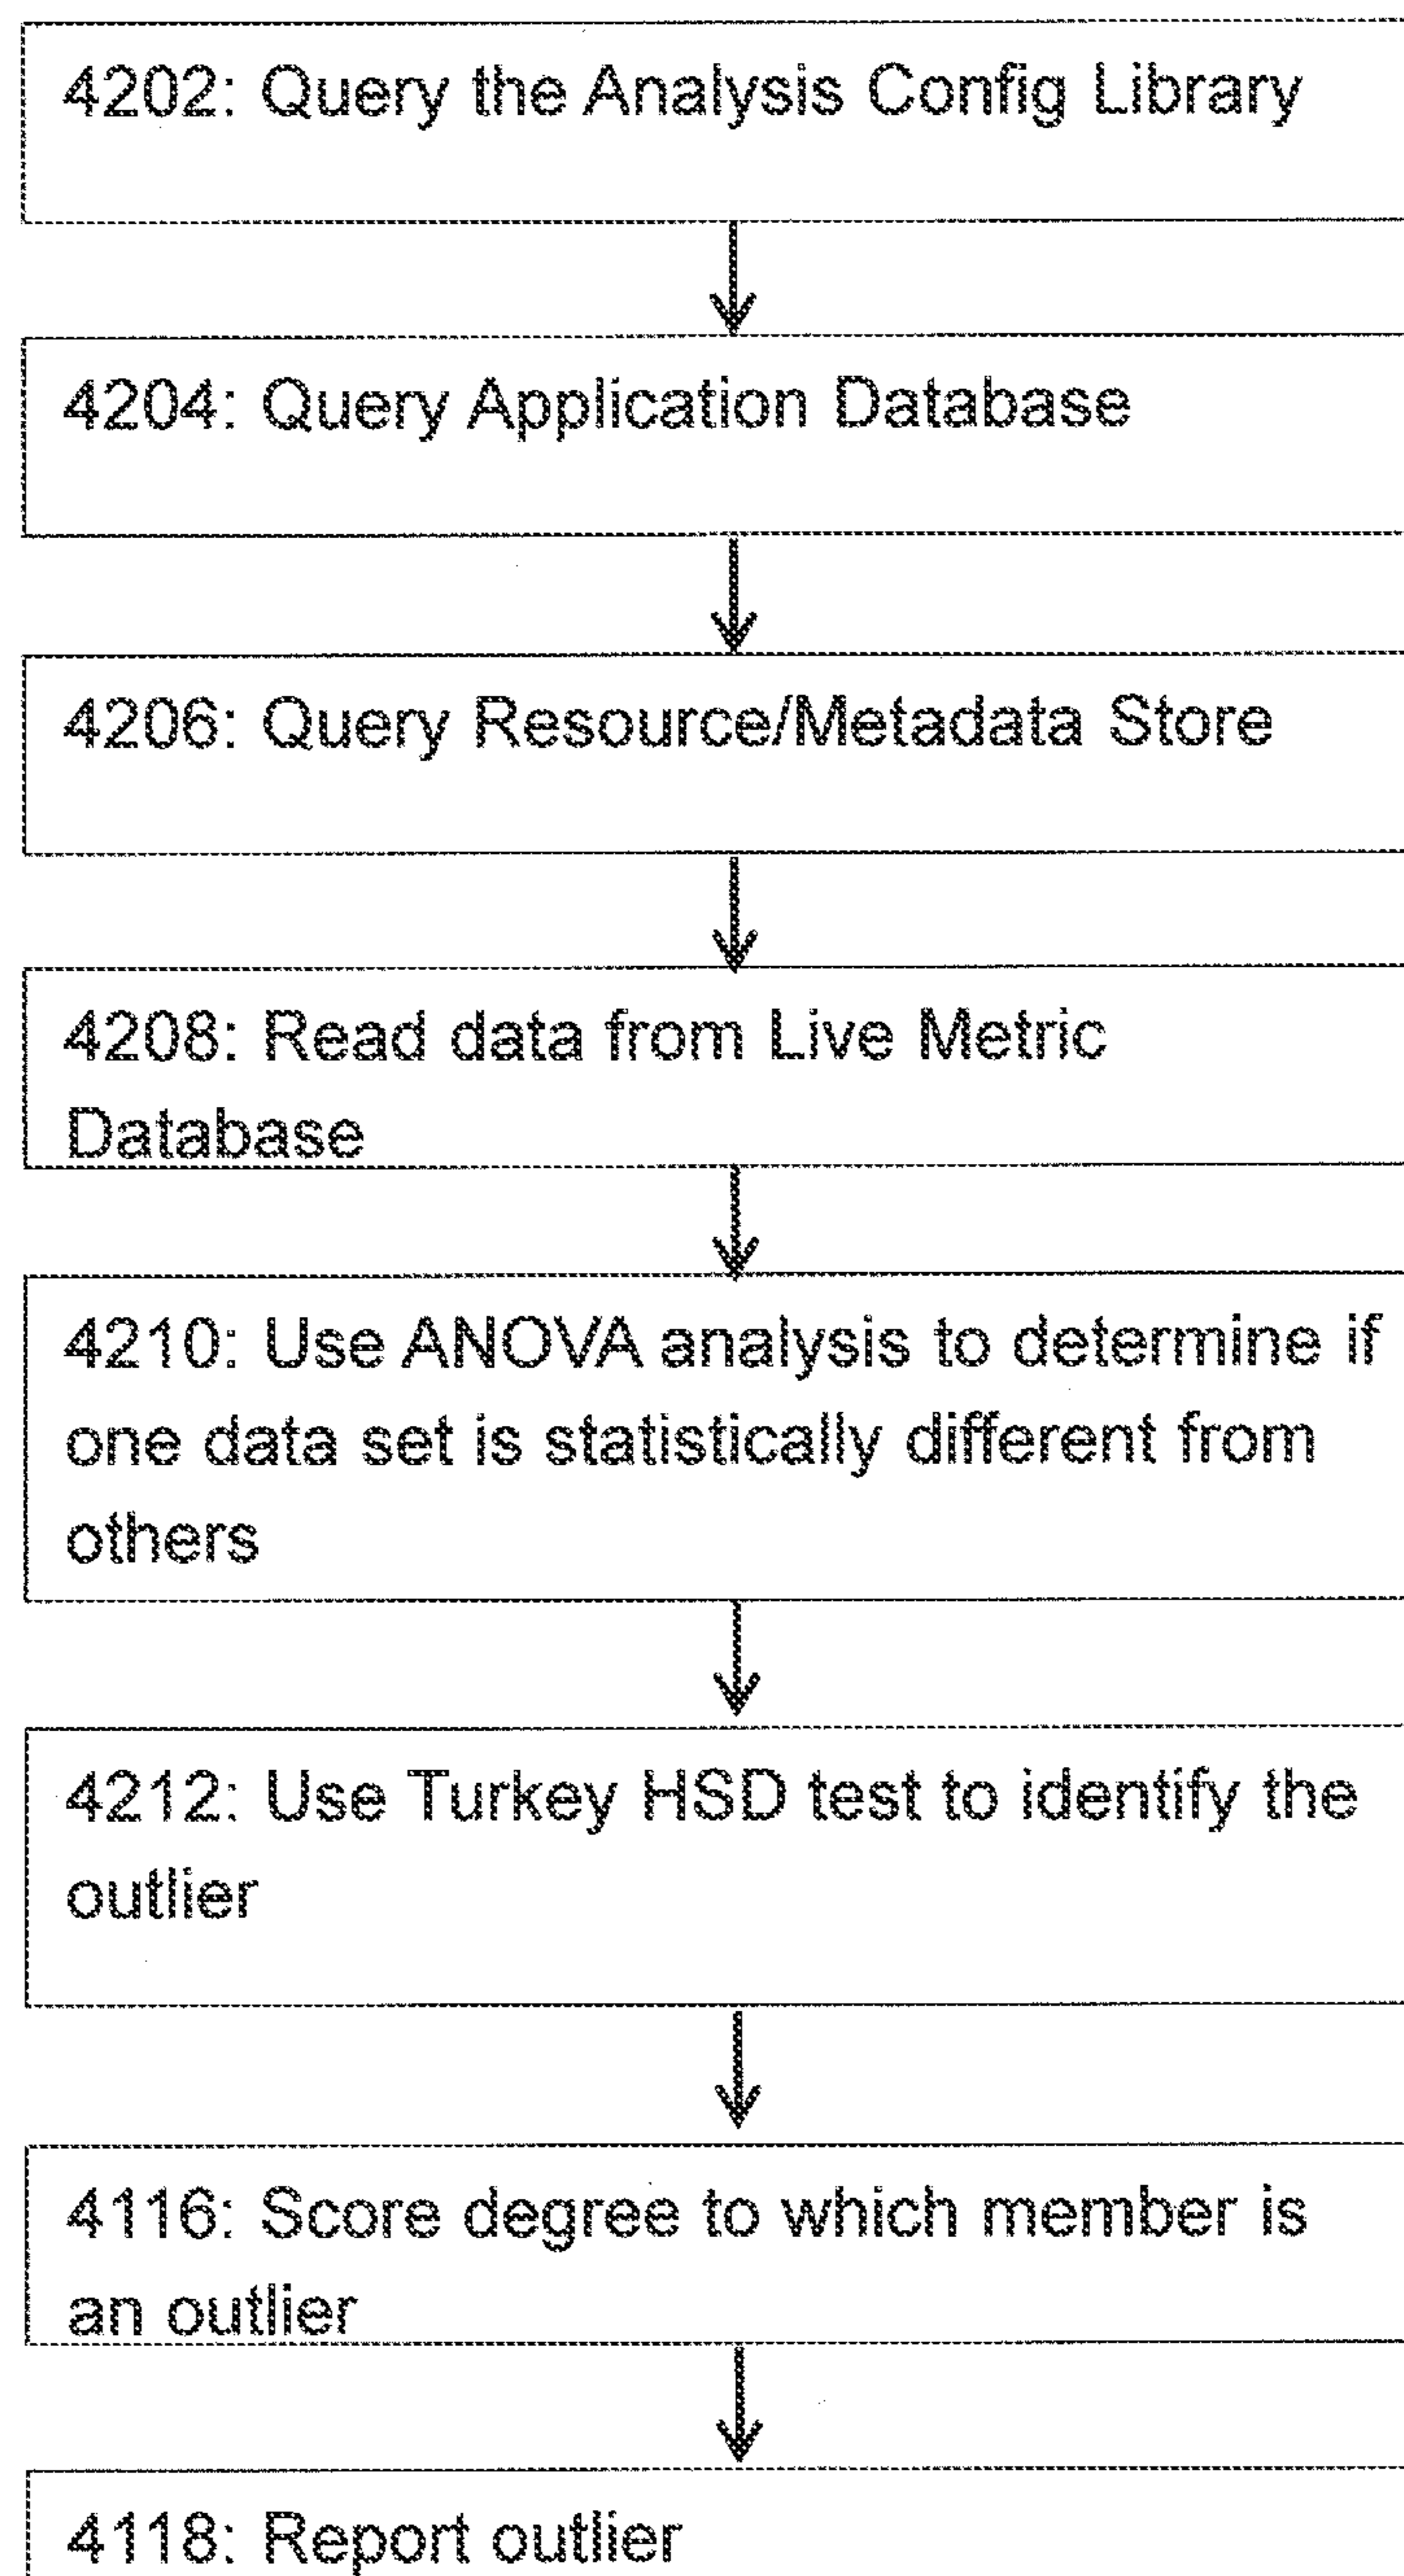 4202: Query the Analysis Config Library
4204: Query Application Database
4206: Query Resource/Metadata Store
4208: Read data from Live Metric
Database
4210: Use ANOVA analysis to determine if
one data set is statistically different from
others
4212: Use Turkey HSD test to identify the
outlier
4116: Score degree to which member is
an outlier
4118: Report outlier